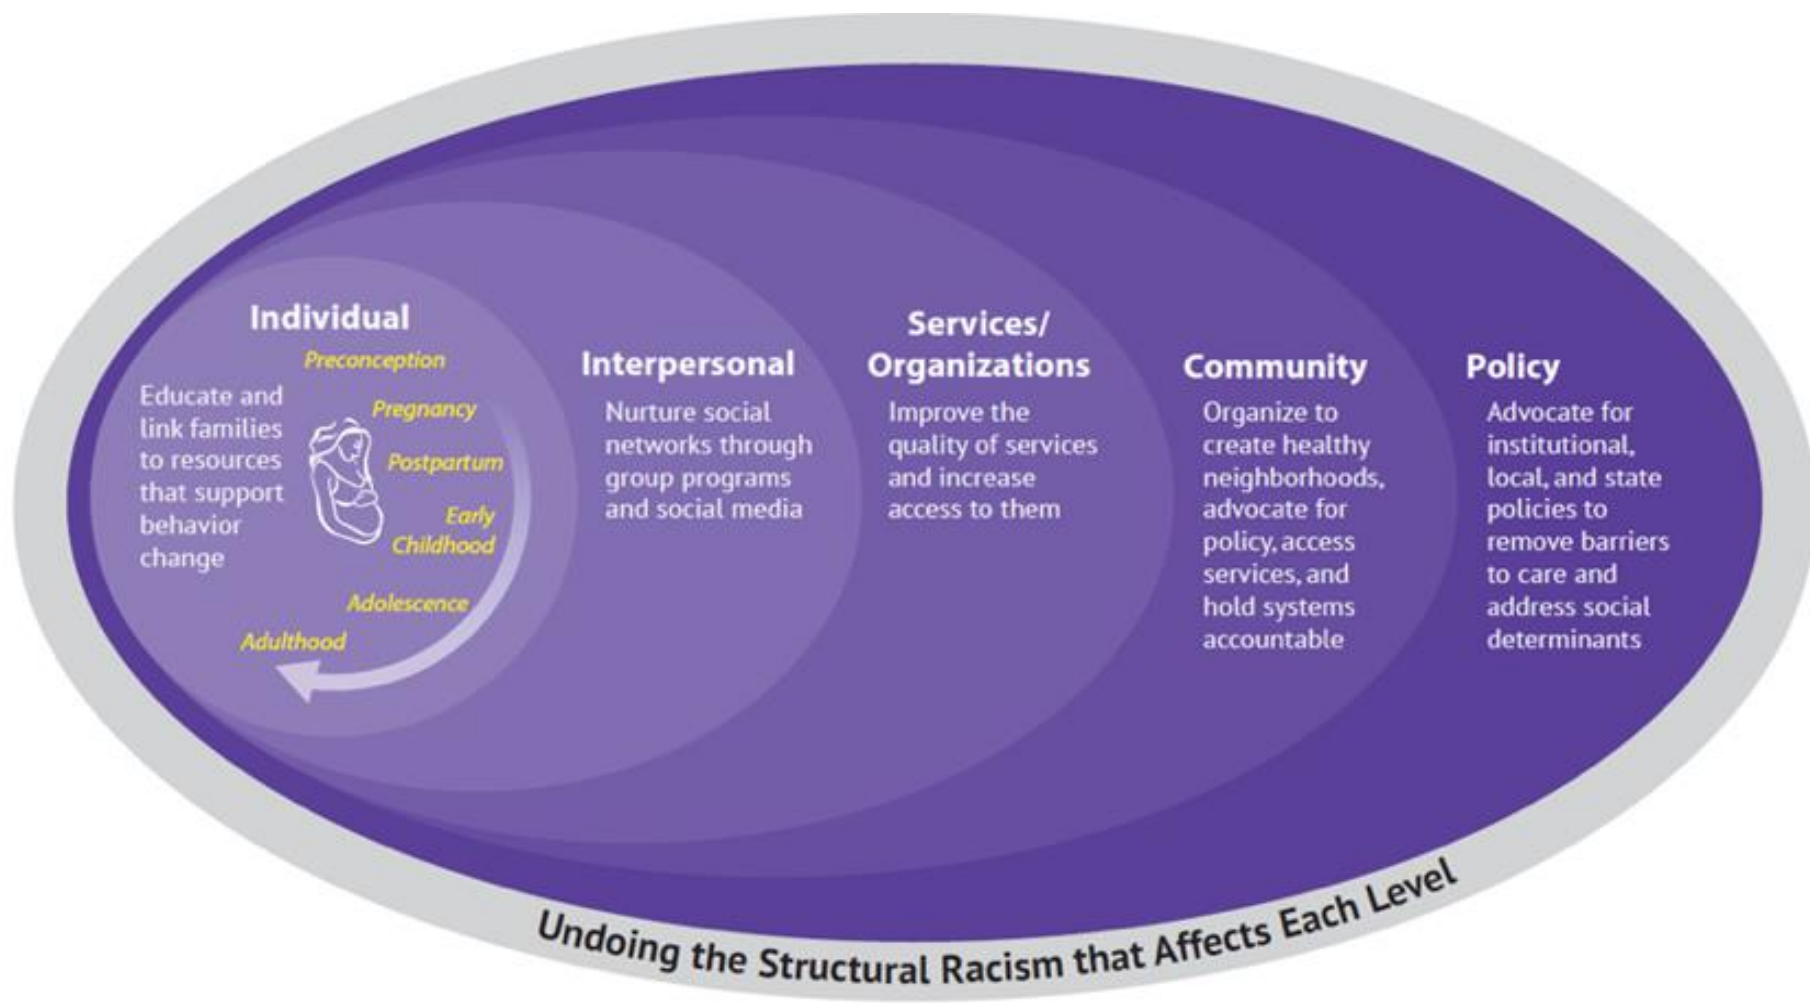 Individual
Preconception
Educate and
link families
to resources
that support
behavior
change
Pregnancy
Postpartum
Early
Childhood
Adolescence
Adulthood
Interpersonal
Nurture social
networks through
group programs
and social media
Services/
Organizations
Improve the
quality of services
and increase
access to them
Community
Organize to
create healthy
neighborhoods,
advocate for
policy, access
services, and
hold systems
accountable
Policy
Advocate for
institutional,
local, and state
policies to
remove barriers
to care and
address social
determinants
Undoing the Structural Racism that Affects Each Level